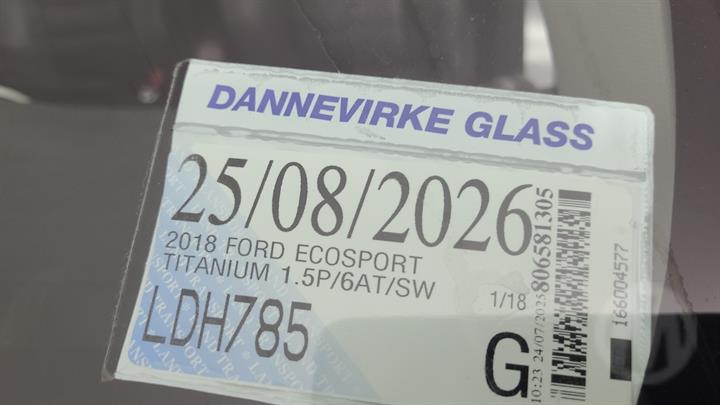 DANNEVIRKE GLASS
25/08/2026
2018 FORD ECOSPORT
TITANIUM 1.5P/6AT/SW
1/18
LDH785
G
10:23 24/07/2025
806581305
166004577